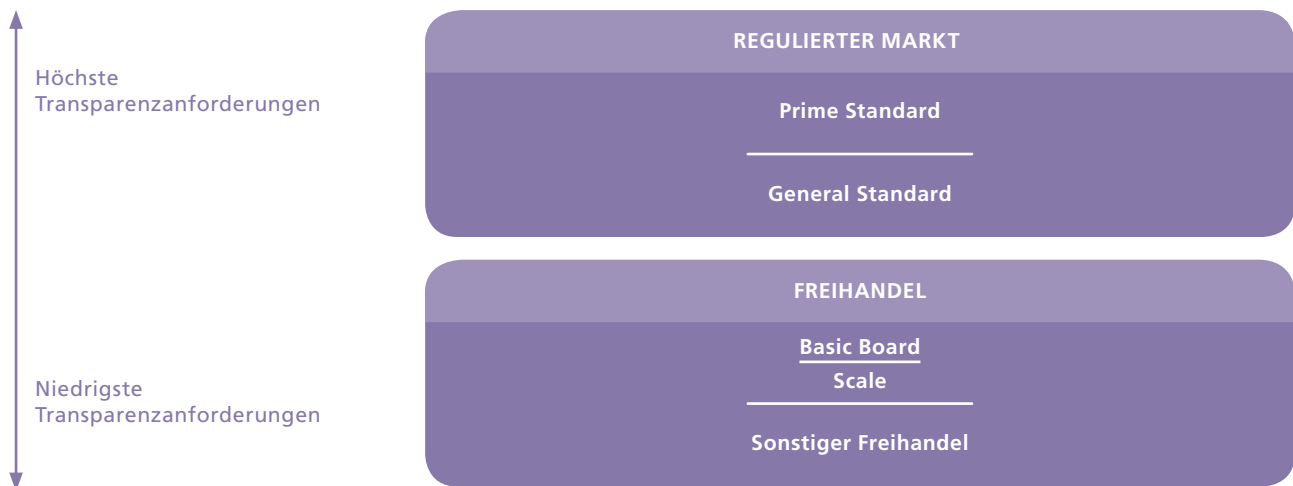 Höchste
Transparenzanforderungen
Niedrigste
Transparenzanforderungen
REGULIERTER MARKT
Prime Standard
General Standard
FREIHANDEL
Basic Board
Scale
Sonstiger Freihandel